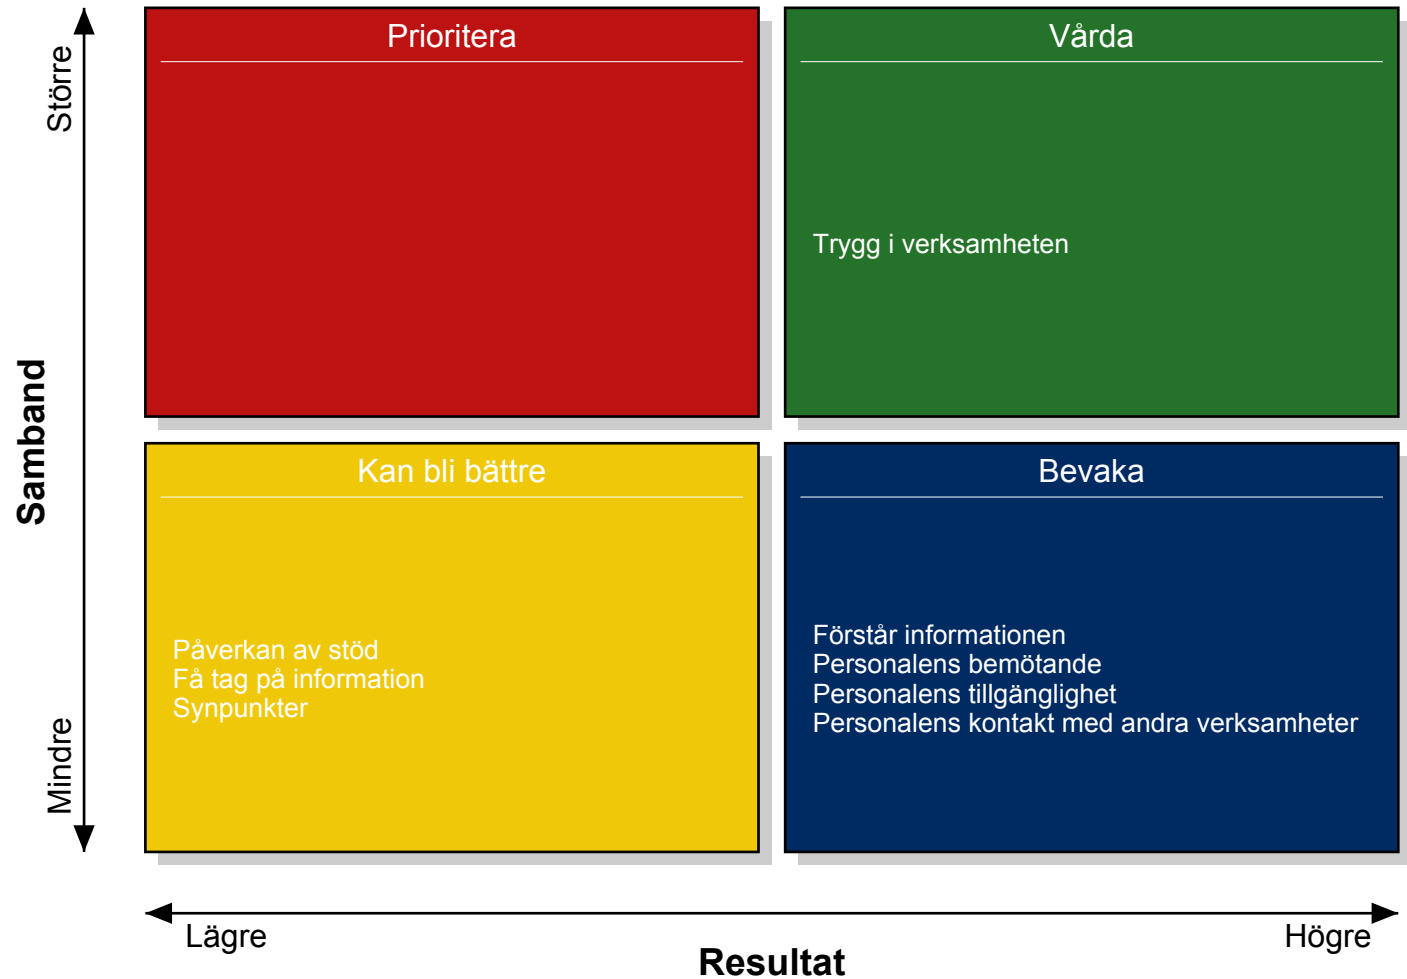 Större
Samband
Mindre
Prioritera
Vårda
Trygg i verksamheten
Kan bli bättre
Påverkan av stöd
Få tag på information
Synpunkter
Bevaka
Förstår informationen
Personalens bemötande
Personalens tillgänglighet
Personalens kontakt med andra verksamheter
Lägre
Högre
Resultat